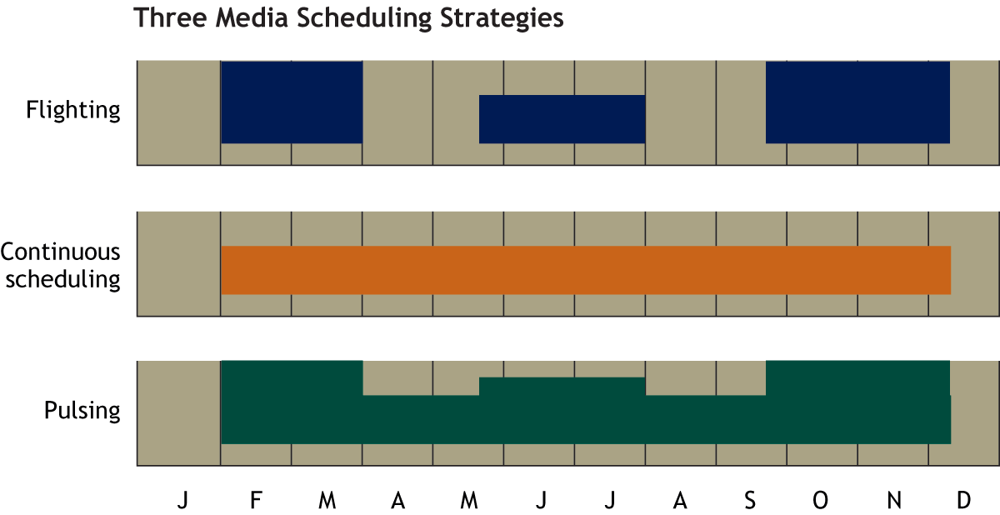 Three Media Scheduling Strategies
Flighting
Continuous
scheduling
Pulsing
J F M A M J J A S O N D